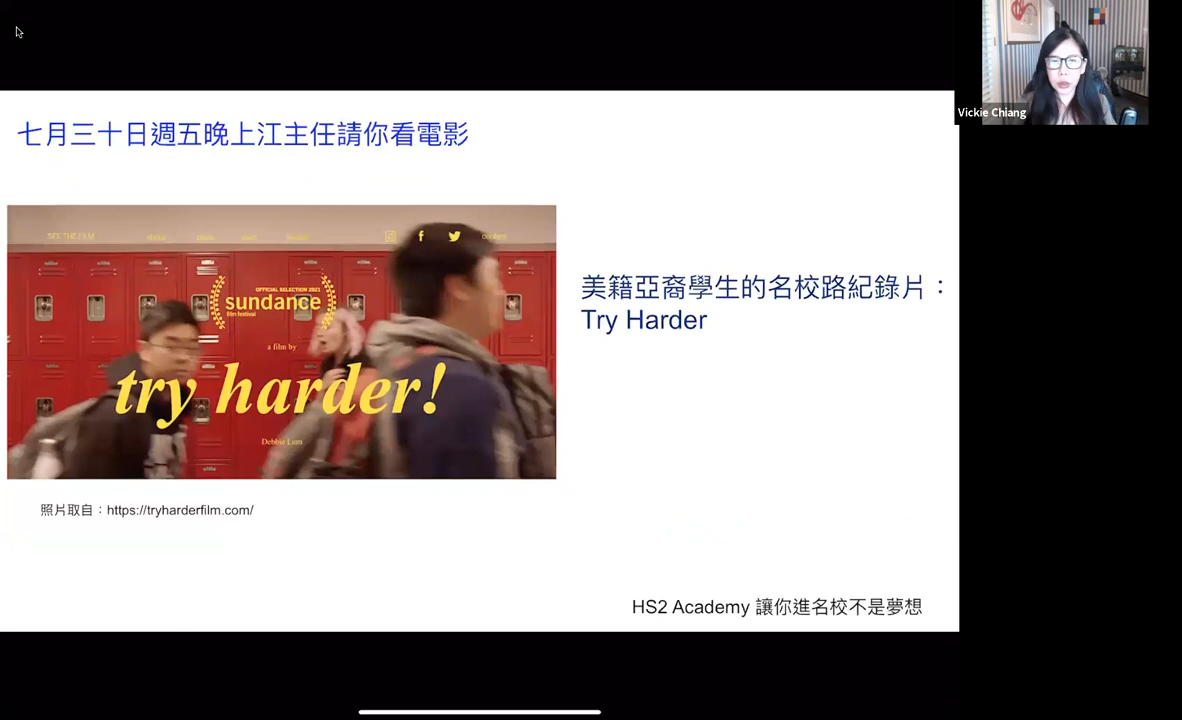 Vickie Chiang
七月三十日週五晚上江主任請你看電影
SEE THE FILM
about
contact
OFFICIAL SELECTION 2021
sundance
film festival
a film by
try harder!
Debbie Lum
美籍亞裔學生的名校路紀錄片：
Try Harder
照片取自：https://tryharderfilm.com/
HS2 Academy 讓你進名校不是夢想